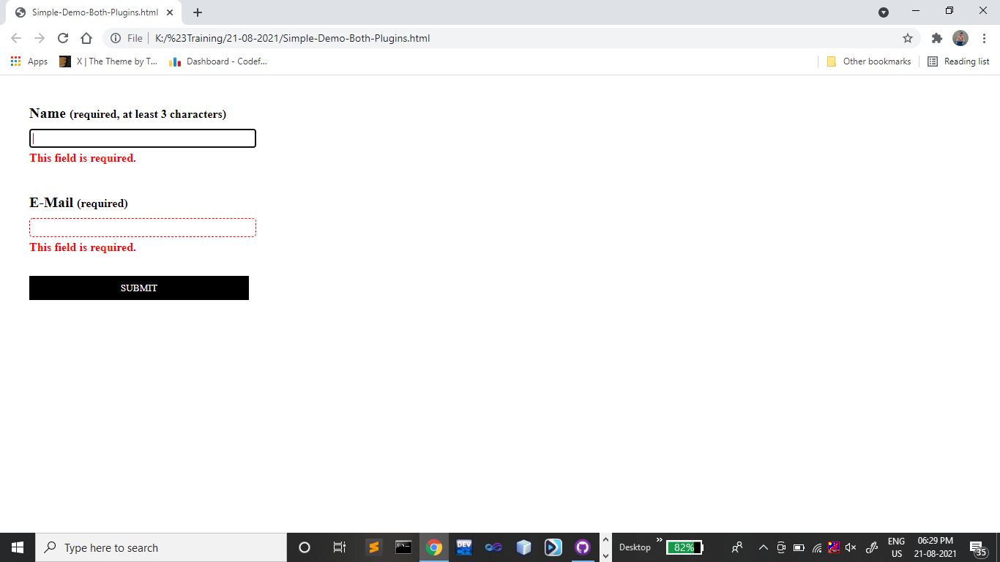 Simple-Demo-Both-Plugins.html
File K:/%23Training/21-08-2021/Simple-Demo-Both-Plugins.html
Apps X | The Theme by T... Dashboard - Codef... Other bookmarks Reading list
Name (required, at least 3 characters)
This field is required.
E-Mail (required)
This field is required.
SUBMIT
Type here to search
DEV
Desktop
82%
ENG
US
06:29 PM
21-08-2021
35